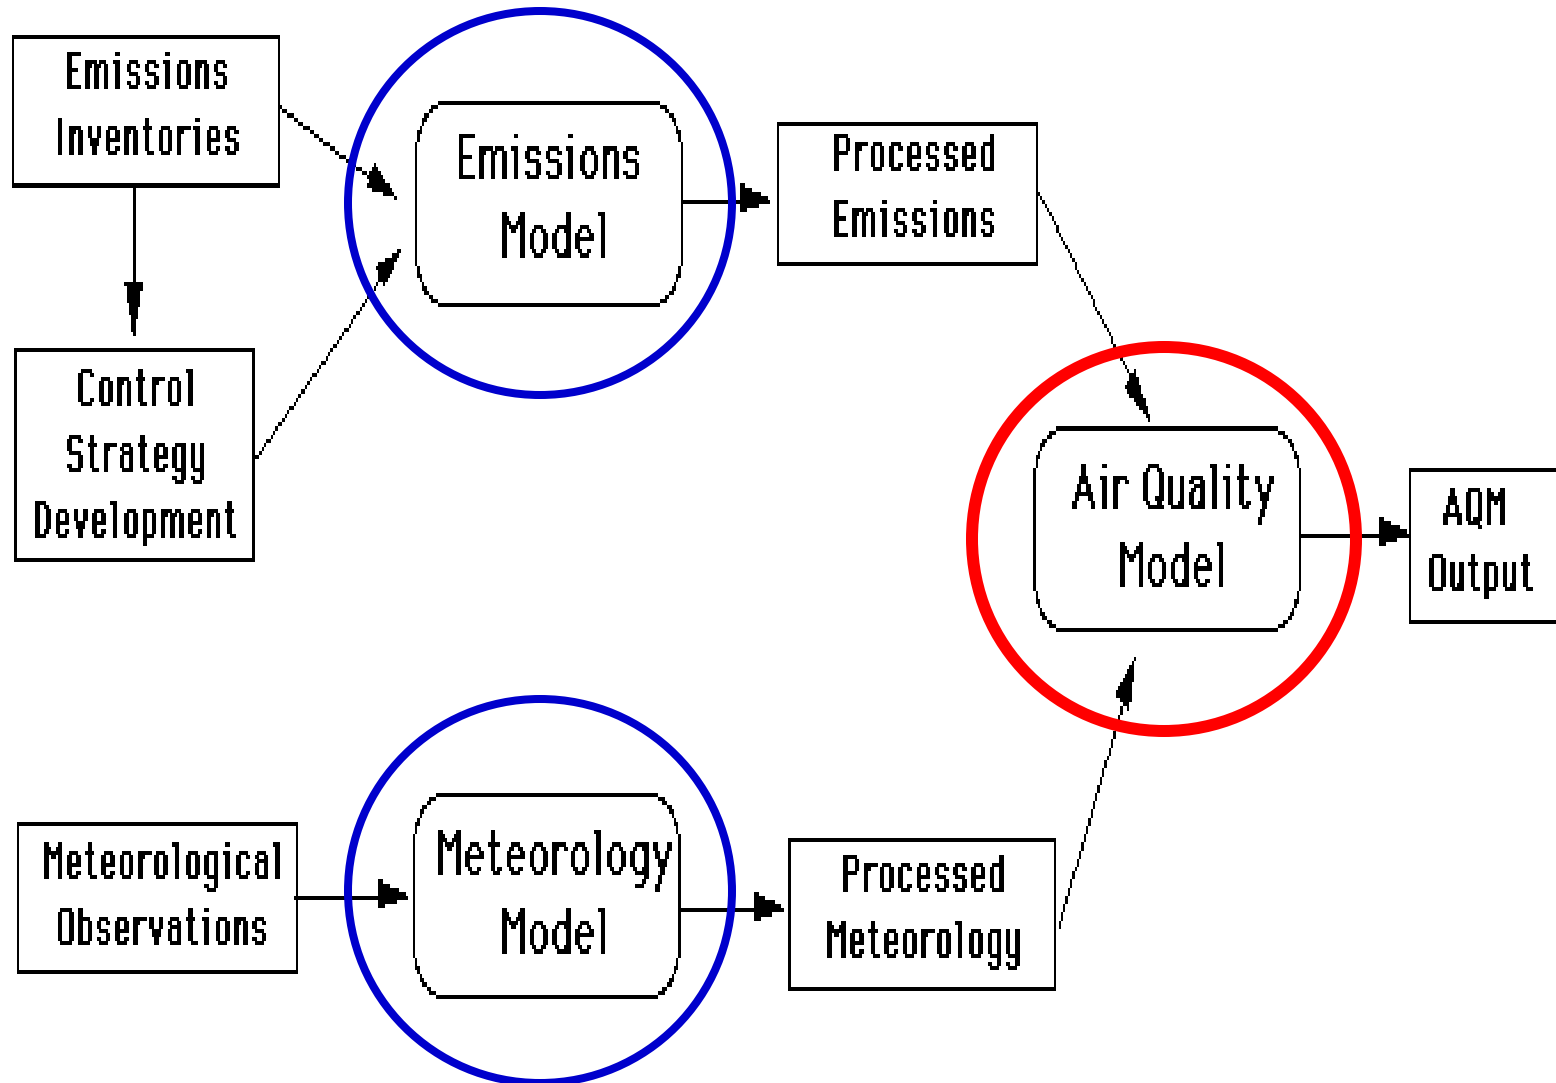 Emissions
Inventories
Emissions
Model
Processed
Emissions
Control
Strategy
Development
Air Quality
Model
AQM
Output
Meteorological
Observations
Meteorology
Model
Processed
Meteorology